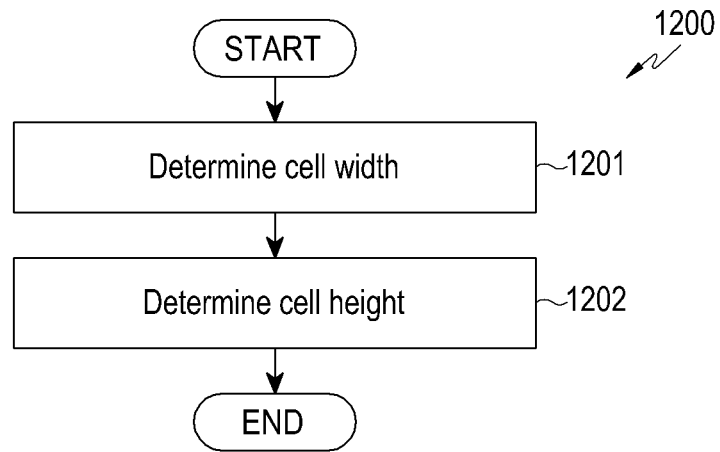 START
1200
Determine cell width
1201
Determine cell height
1202
END